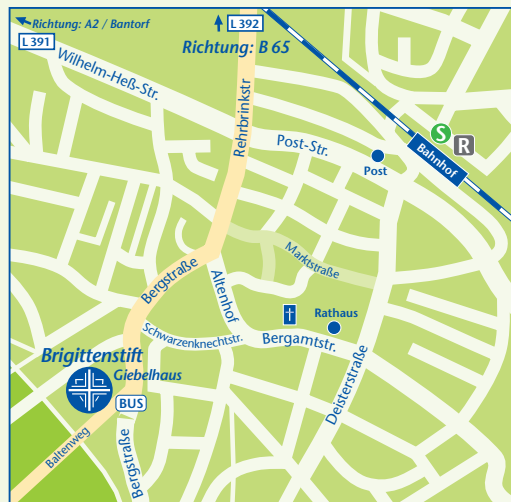 Richtung: A2 / Bantorf
L 391
L 392
Richtung: B 65
Wilhelm-Heß-Str.
Rehrbrinkstr
Post-Str.
Post
S
R
Bahnhof
Marktstraße
Bergstraße
Altenhof
Rathaus
Schwarzenknechtstr.
Bergamtstr.
Deisterstraße
Brigittenstift
Giebelhaus
BUS
Baltenweg
Bergstraße